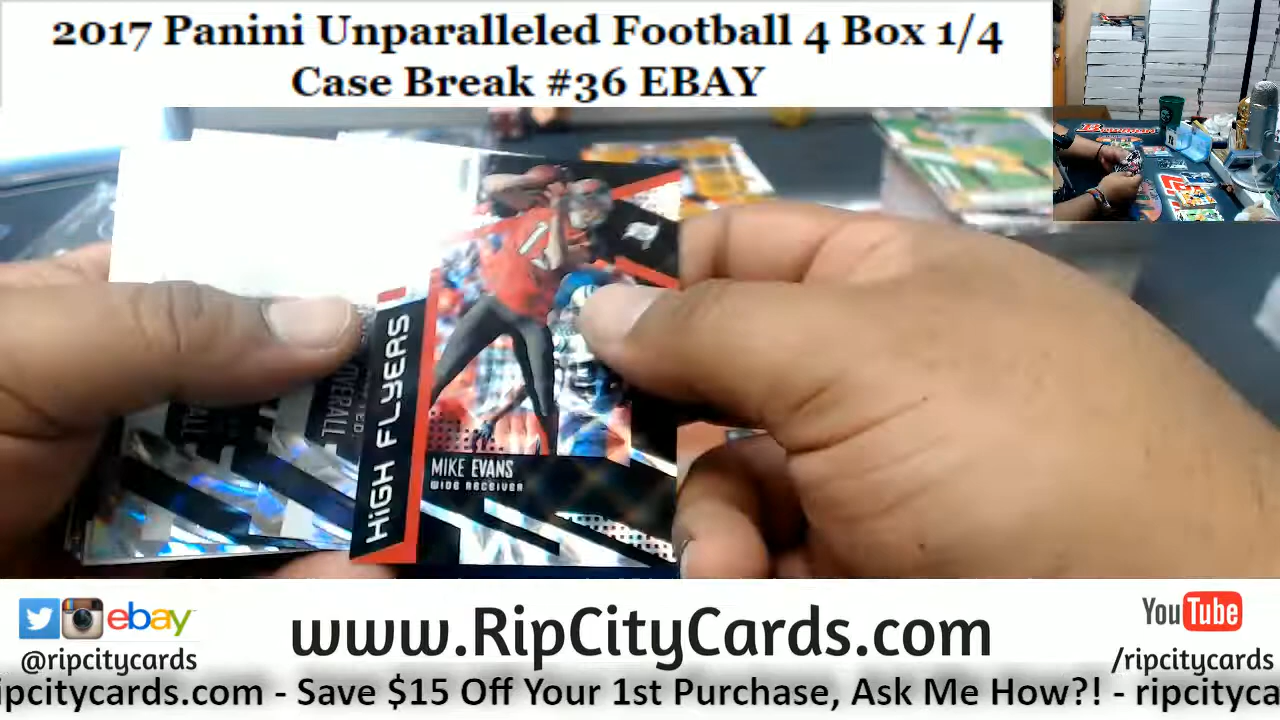 2017 Panini Unparalleled Football 4 Box 1/4
Case Break #36 EBAY
HIGH FLYERS
MIKE EVANS
WIDE RECEIVER
OVERALL
ebay
@ripcitycards
www.RipCityCards.com
YouTube
/ripcitycards
ipcitycards.com - Save $15 Off Your 1st Purchase, Ask Me How?! - ripcityca